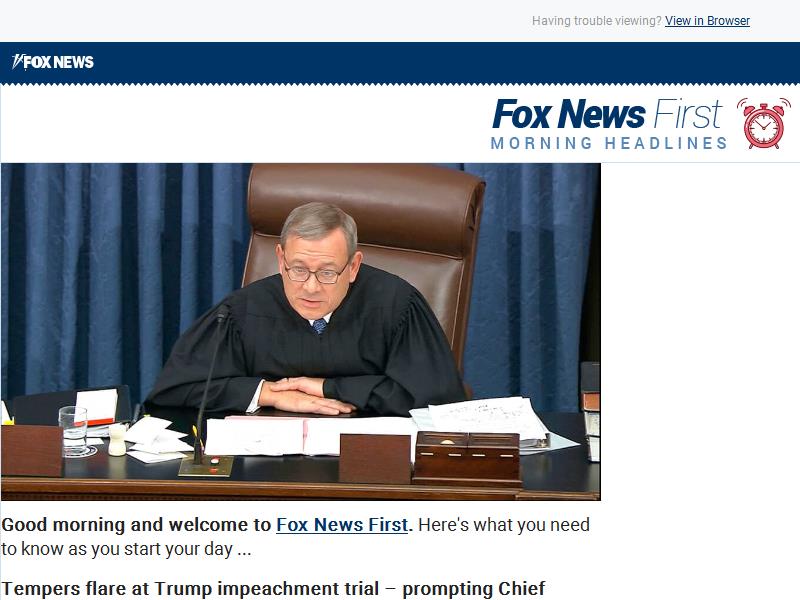 Having trouble viewing? View in Browser
FOX NEWS
Fox News First
MORNING HEADLINES
Good morning and welcome to Fox News First. Here's what you need
to know as you start your day ...
Tempers flare at Trump impeachment trial – prompting Chief